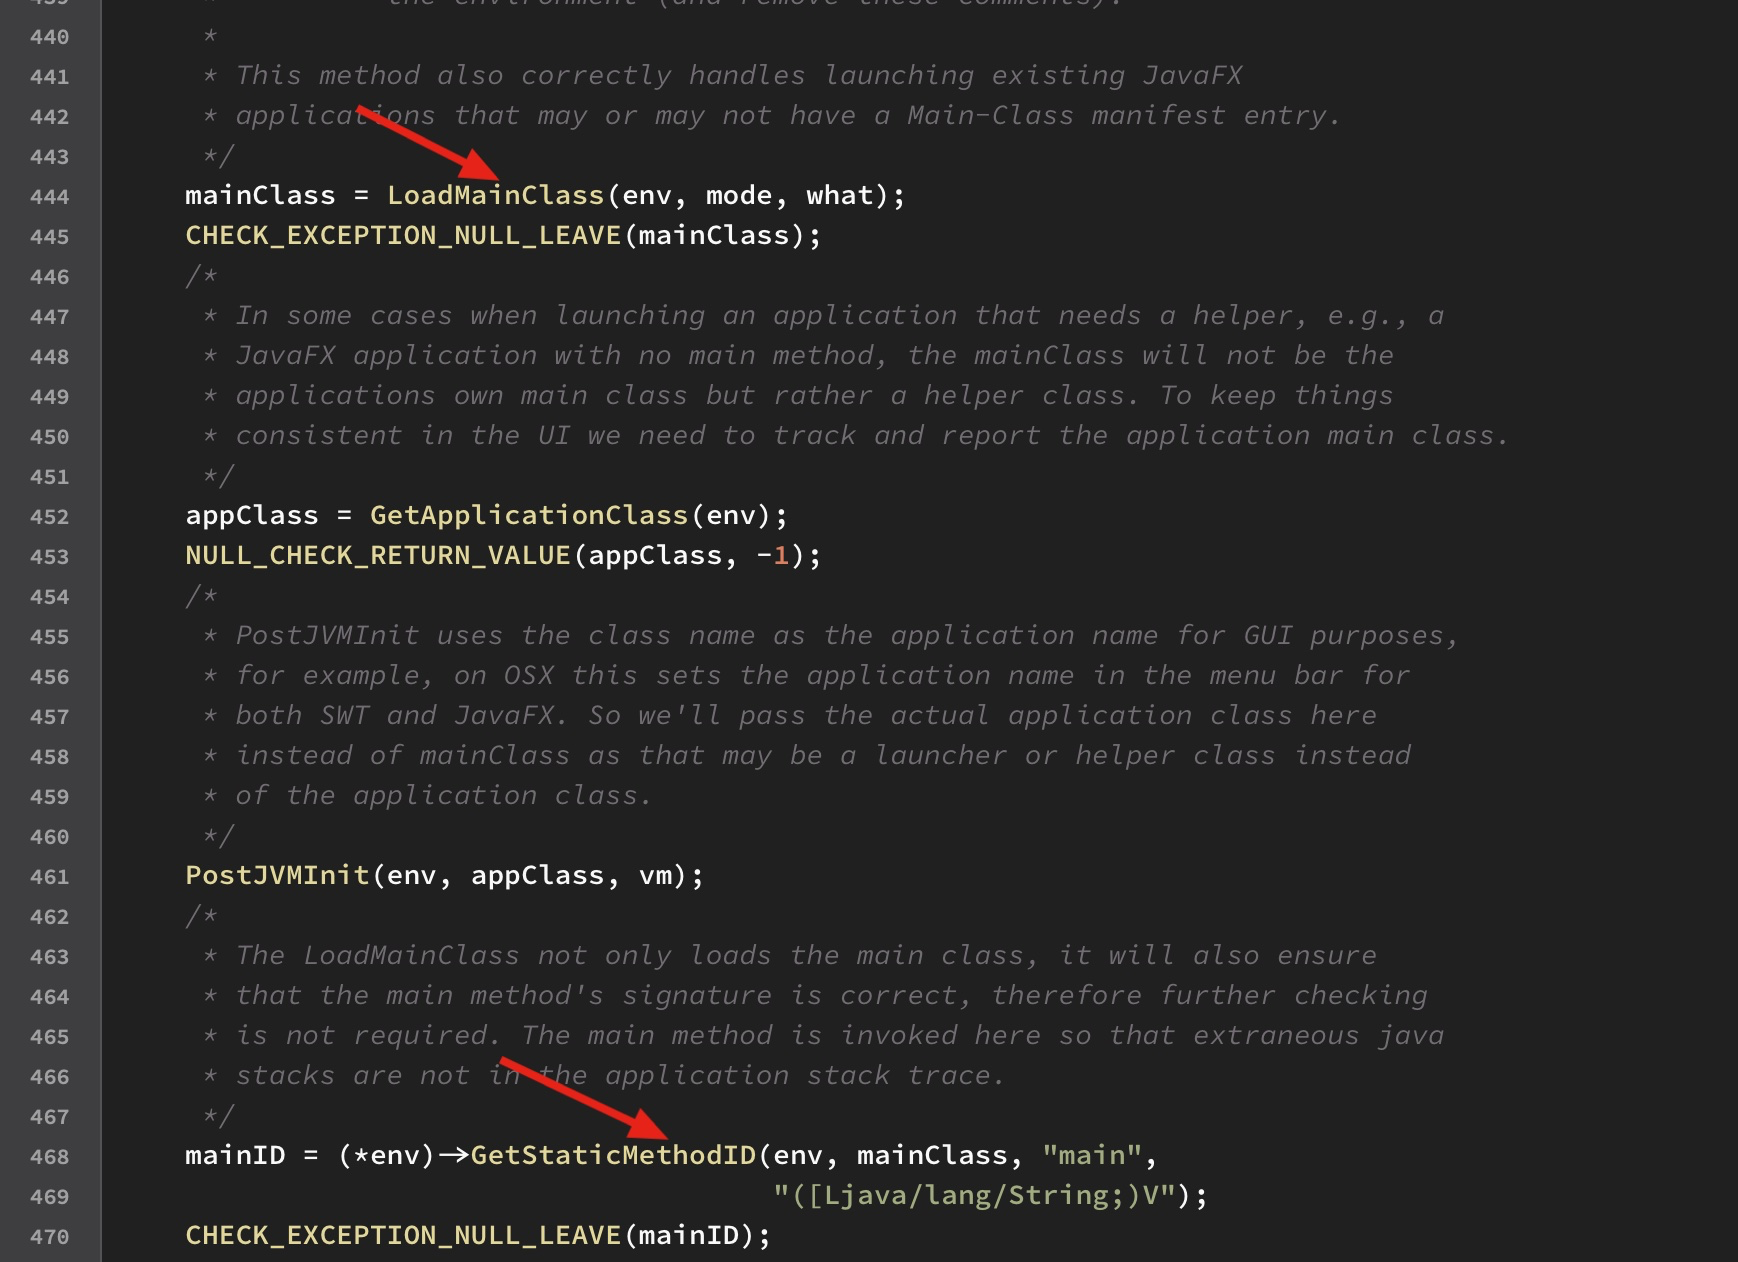 439 * the environment (and remove these comments).
440 *
441 * This method also correctly handles launching existing JavaFX
442 * applications that may or may not have a Main-Class manifest entry.
443 */
444 mainClass = LoadMainClass(env, mode, what);
445 CHECK_EXCEPTION_NULL_LEAVE(mainClass);
446 /*
447 * In some cases when launching an application that needs a helper, e.g., a
448 * JavaFX application with no main method, the mainClass will not be the
449 * applications own main class but rather a helper class. To keep things
450 * consistent in the UI we need to track and report the application main class.
451 */
452 appClass = GetApplicationClass(env);
453 NULL_CHECK_RETURN_VALUE(appClass, -1);
454 /*
455 * PostJVMInit uses the class name as the application name for GUI purposes,
456 * for example, on OSX this sets the application name in the menu bar for
457 * both SWT and JavaFX. So we'll pass the actual application class here
458 * instead of mainClass as that may be a launcher or helper class instead
459 * of the application class.
460 */
461 PostJVMInit(env, appClass, vm);
462 /*
463 * The LoadMainClass not only loads the main class, it will also ensure
464 * that the main method's signature is correct, therefore further checking
465 * is not required. The main method is invoked here so that extraneous java
466 * stacks are not in the application stack trace.
467 */
468 mainID = (*env)->GetStaticMethodID(env, mainClass, "main",
469 "([Ljava/lang/String;)V");
470 CHECK_EXCEPTION_NULL_LEAVE(mainID);